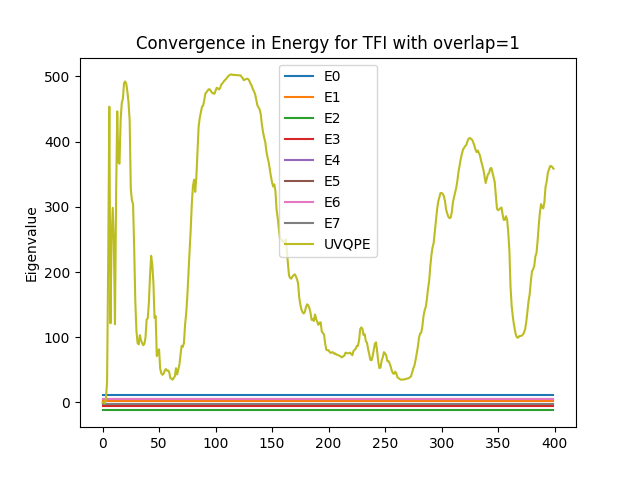 Convergence in Energy for TFI with overlap=1
Eigenvalue
500
400
300
200
100
0
0
50
100
150
200
250
300
350
400
E0
E1
E2
E3
E4
E5
E6
E7
UVQPE